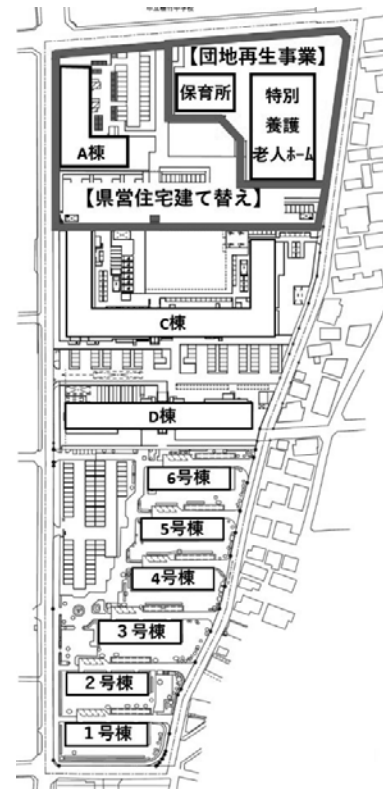 【団地再生事業】
保育所
特別
養護
老人ホーム
A棟
【県営住宅建て替え】
C棟
D棟
6号棟
5号棟
4号棟
3号棟
2号棟
1号棟